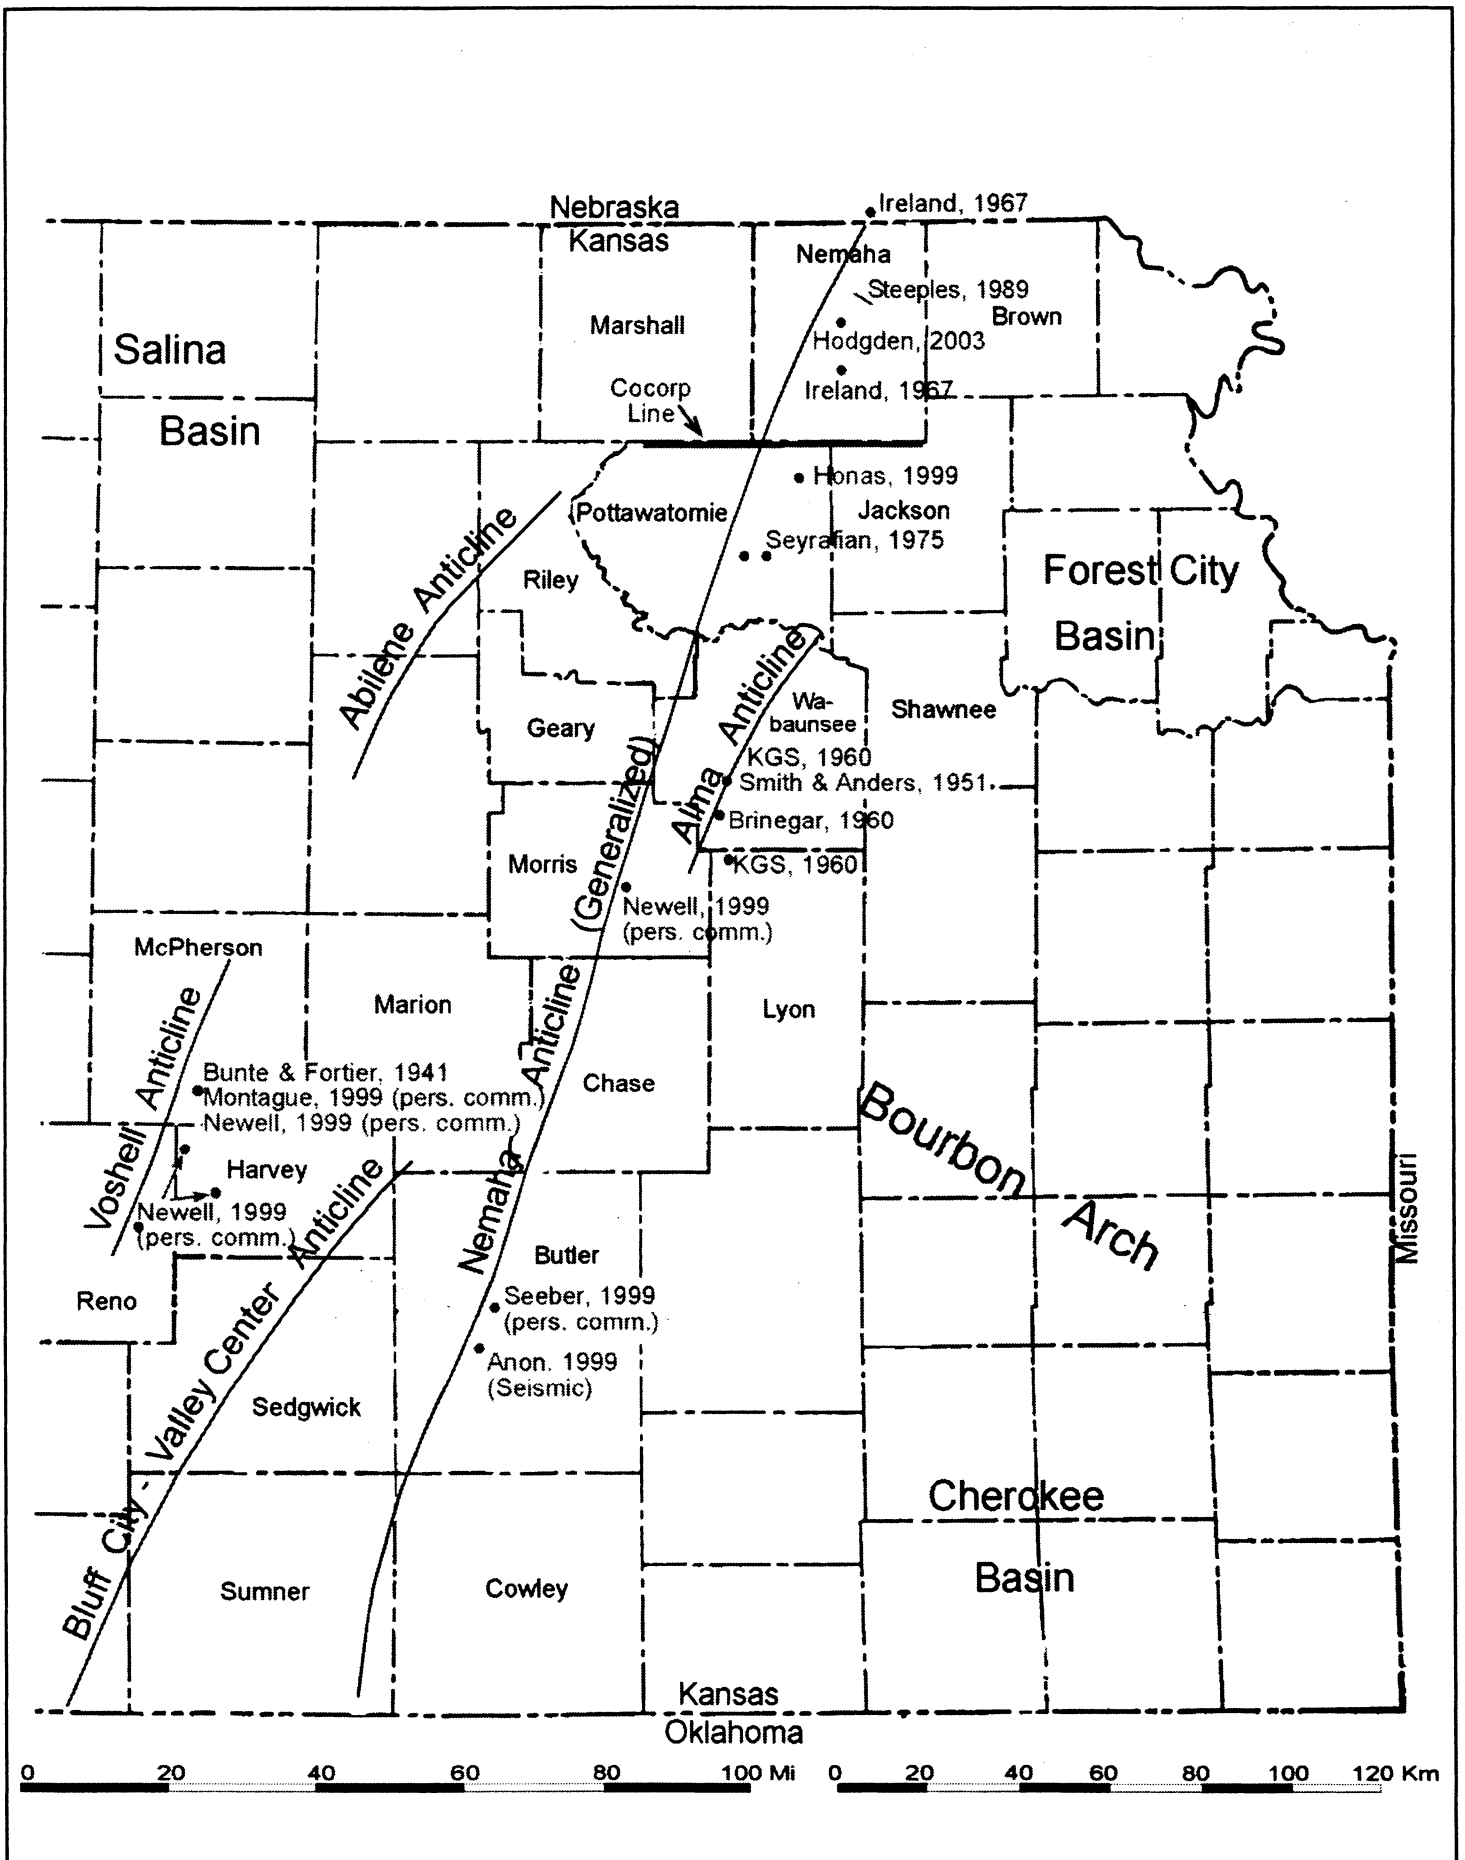 Ireland, 1967
Nebraska
Kansas
Nemaha
Steeples, 1989
Brown
Marshall
Hodgden, 2003
Salina
Ireland, 1967
Cocorp
Line
Basin
Honas, 1999
Pottawatomie
Jackson
Seyrafian, 1975
Forest City
Basin
Riley
Abilene Anticline
Alma Anticline
Wa-
baunsee
Shawnee
Geary
KGS, 1960
Smith & Anders, 1951
Brinegar, 1960
Morris
KGS, 1960
Newell, 1999
(pers. comm.)
McPherson
Marion
Lyon
Nemaha Anticline (Generalized)
Voshell Anticline
Bunte & Fortier, 1941
Montague, 1999 (pers. comm.)
Newell, 1999 (pers. comm.)
Chase
Bourbon Arch
Harvey
Newell, 1999
(pers. comm.)
Missouri
Butler
Reno
Seeber, 1999
(pers. comm.)
Anon. 1999
(Seismic)
Bluff City - Valley Center Anticline
Sedgwick
Cherokee
Basin
Sumner
Cowley
Kansas
Oklahoma
0 20 40 60 80 100 Mi 0 20 40 60 80 100 120 Km